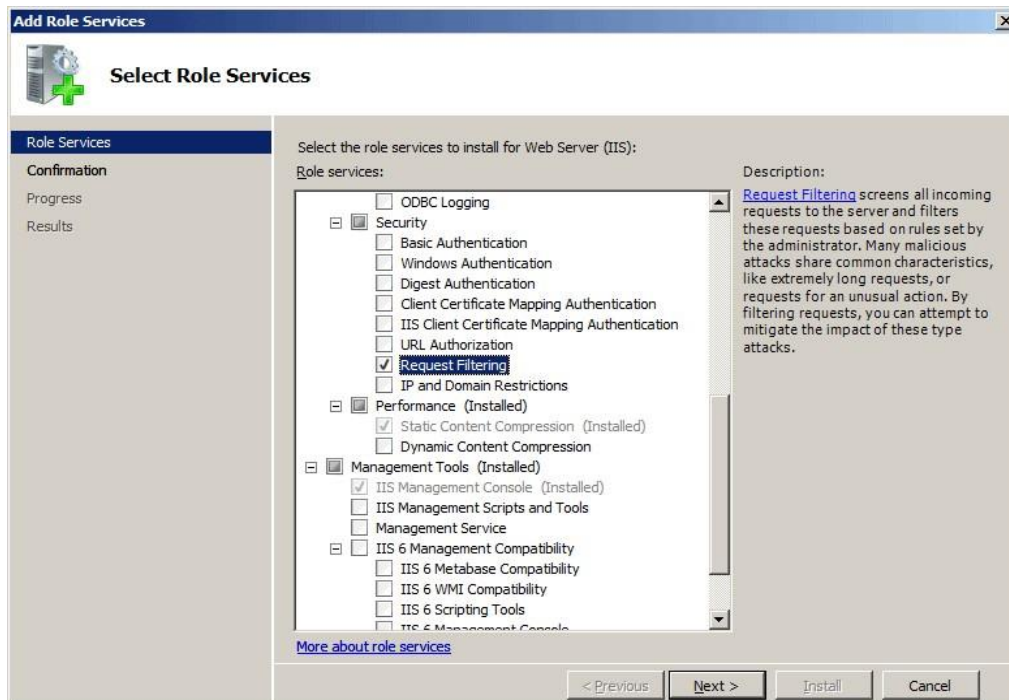 Add Role Services
Select Role Services
Role Services
Confirmation
Progress
Results
Select the role services to install for Web Server (IIS):
Role services:
ODBC Logging
Security
Basic Authentication
Windows Authentication
Digest Authentication
Client Certificate Mapping Authentication
IIS Client Certificate Mapping Authentication
URL Authorization
Request Filtering
IP and Domain Restrictions
Performance (Installed)
Static Content Compression (Installed)
Dynamic Content Compression
Management Tools (Installed)
IIS Management Console (Installed)
IIS Management Scripts and Tools
Management Service
IIS 6 Management Compatibility
IIS 6 Metabase Compatibility
IIS 6 WMI Compatibility
IIS 6 Scripting Tools
IIS 6 Management Console
More about role services
Description:
Request Filtering screens all incoming
requests to the server and filters
these requests based on rules set by
the administrator. Many malicious
attacks share common characteristics,
like extremely long requests, or
requests for an unusual action. By
filtering requests, you can attempt to
mitigate the impact of these type
attacks.
< Previous
Next >
Install
Cancel